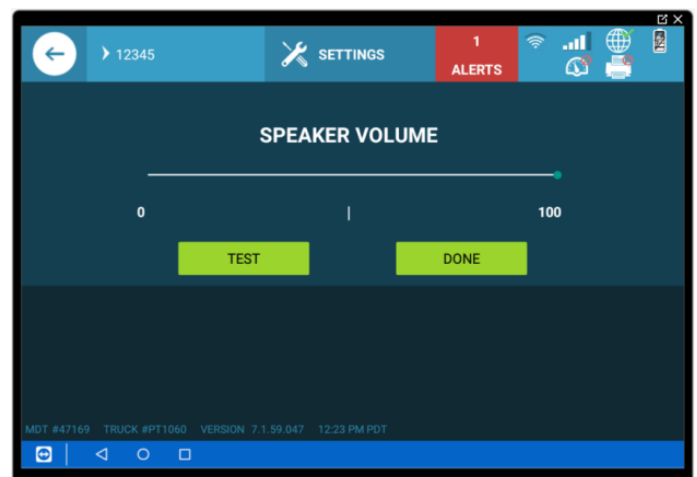 12345
SETTINGS
1
ALERTS
SPEAKER VOLUME
0 | 100
TEST DONE
MDT #47169 TRUCK #PT1060 VERSION 7.1.59.047 12:23 PM PDT